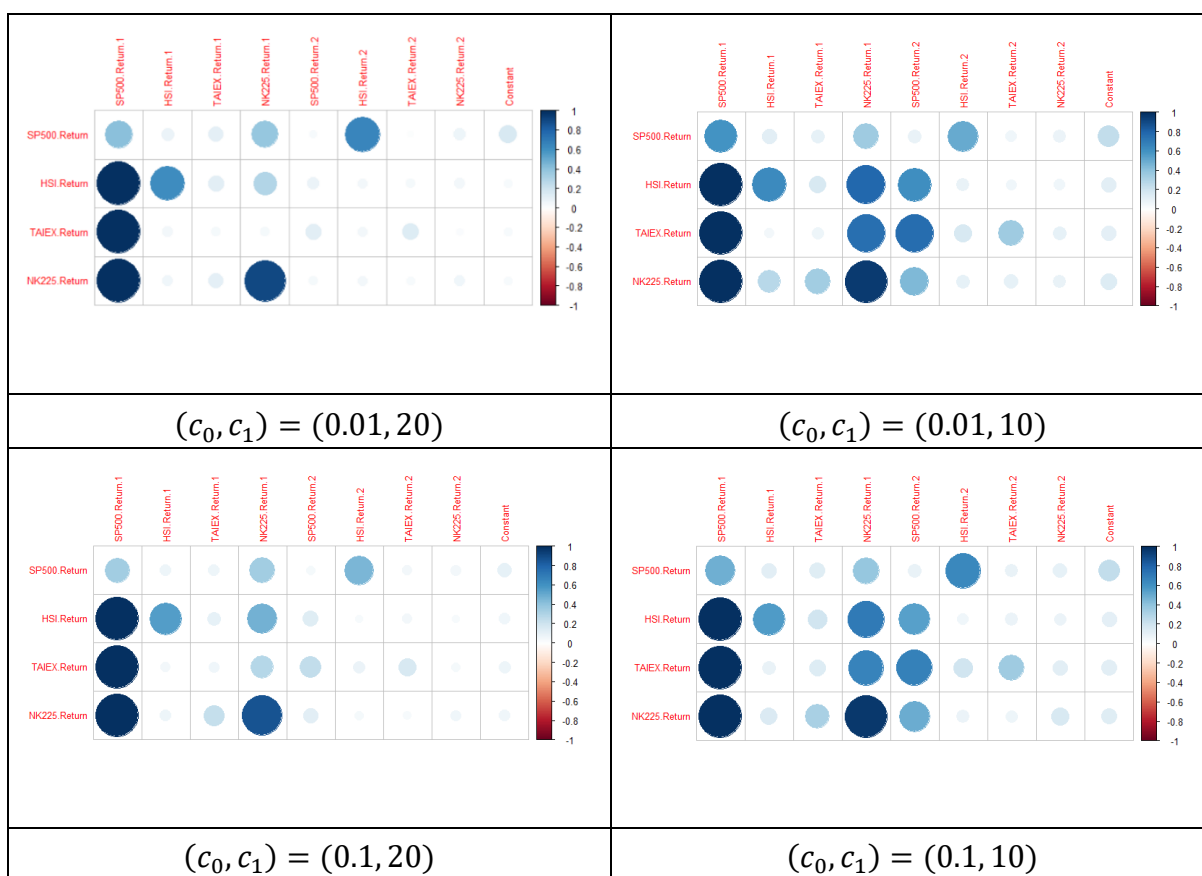 SP500.Return.1
HSI.Return.1
TAIEX.Return.1
NK225.Return.1
SP500.Return.2
HSI.Return.2
TAIEX.Return.2
NK225.Return.2
Constant
SP500.Return
HSI.Return
TAIEX.Return
NK225.Return
1
0.8
0.6
0.4
0.2
0
-0.2
-0.4
-0.6
-0.8
-1
SP500.Return.1
HSI.Return.1
TAIEX.Return.1
NK225.Return.1
SP500.Return.2
HSI.Return.2
TAIEX.Return.2
NK225.Return.2
Constant
SP500.Return
HSI.Return
TAIEX.Return
NK225.Return
1
0.8
0.6
0.4
0.2
0
-0.2
-0.4
-0.6
-0.8
-1
(c₀, c₁) = (0.01, 20)
(c₀, c₁) = (0.01, 10)
SP500.Return.1
HSI.Return.1
TAIEX.Return.1
NK225.Return.1
SP500.Return.2
HSI.Return.2
TAIEX.Return.2
NK225.Return.2
Constant
SP500.Return
HSI.Return
TAIEX.Return
NK225.Return
1
0.8
0.6
0.4
0.2
0
-0.2
-0.4
-0.6
-0.8
-1
SP500.Return.1
HSI.Return.1
TAIEX.Return.1
NK225.Return.1
SP500.Return.2
HSI.Return.2
TAIEX.Return.2
NK225.Return.2
Constant
SP500.Return
HSI.Return
TAIEX.Return
NK225.Return
1
0.8
0.6
0.4
0.2
0
-0.2
-0.4
-0.6
-0.8
-1
(c₀, c₁) = (0.1, 20)
(c₀, c₁) = (0.1, 10)